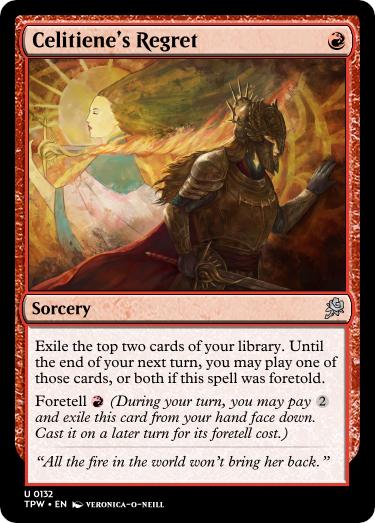 Celitiene's Regret
Sorcery
Exile the top two cards of your library. Until
the end of your next turn, you may play one of
those cards, or both if this spell was foretold.
Foretell (During your turn, you may pay 2
and exile this card from your hand face down.
Cast it on a later turn for its foretell cost.)
“All the fire in the world won't bring her back.”
U 0132
TPW • EN VERONICA-O-NEILL